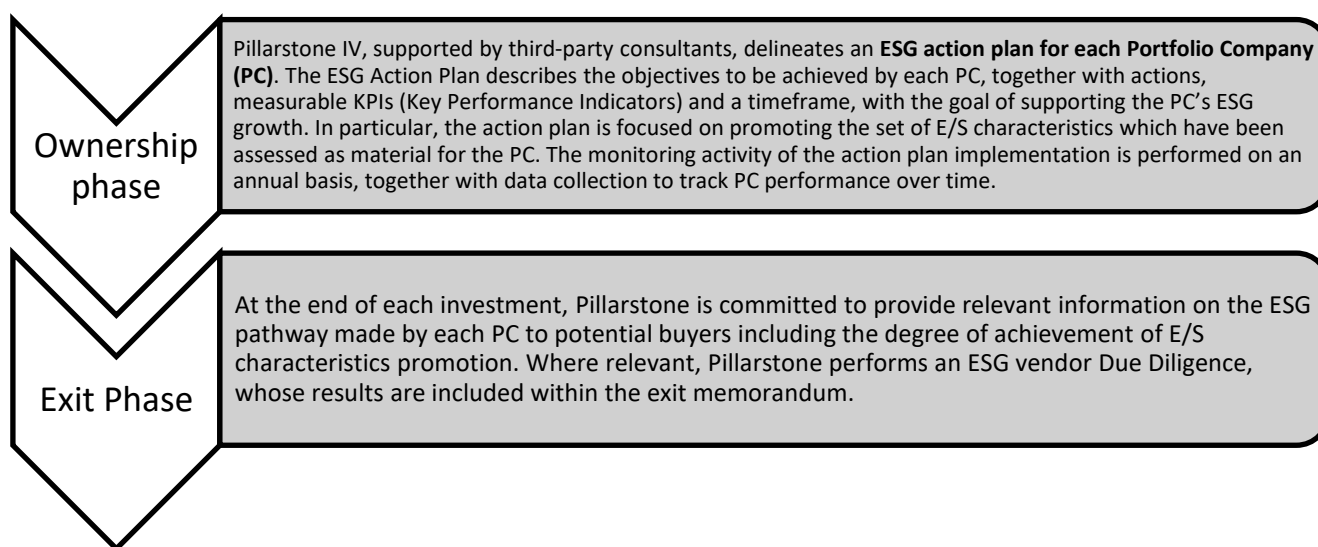 Ownership
phase
Pillarstone IV, supported by third-party consultants, delineates an ESG action plan for each Portfolio Company
(PC). The ESG Action Plan describes the objectives to be achieved by each PC, together with actions,
measurable KPIs (Key Performance Indicators) and a timeframe, with the goal of supporting the PC's ESG
growth. In particular, the action plan is focused on promoting the set of E/S characteristics which have been
assessed as material for the PC. The monitoring activity of the action plan implementation is performed on an
annual basis, together with data collection to track PC performance over time.
Exit Phase
At the end of each investment, Pillarstone is committed to provide relevant information on the ESG
pathway made by each PC to potential buyers including the degree of achievement of E/S
characteristics promotion. Where relevant, Pillarstone performs an ESG vendor Due Diligence,
whose results are included within the exit memorandum.